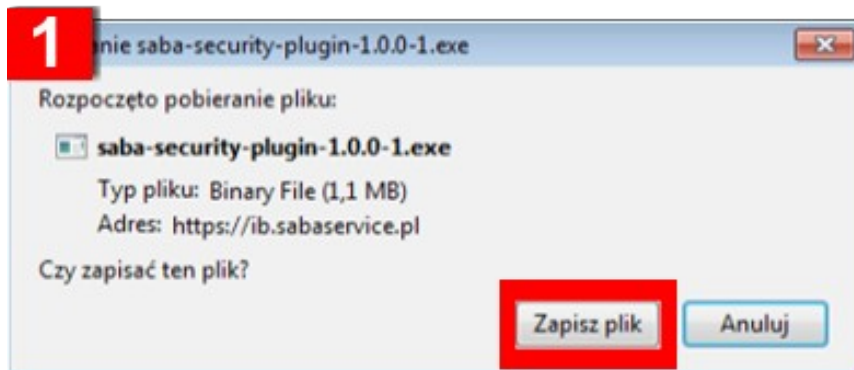 1
nie saba-security-plugin-1.0.0-1.exe
Rozpoczęto pobieranie pliku:
saba-security-plugin-1.0.0-1.exe
Typ pliku: Binary File (1,1 MB)
Adres: https://ib.sabaservice.pl
Czy zapisać ten plik?
Zapisz plik Anuluj